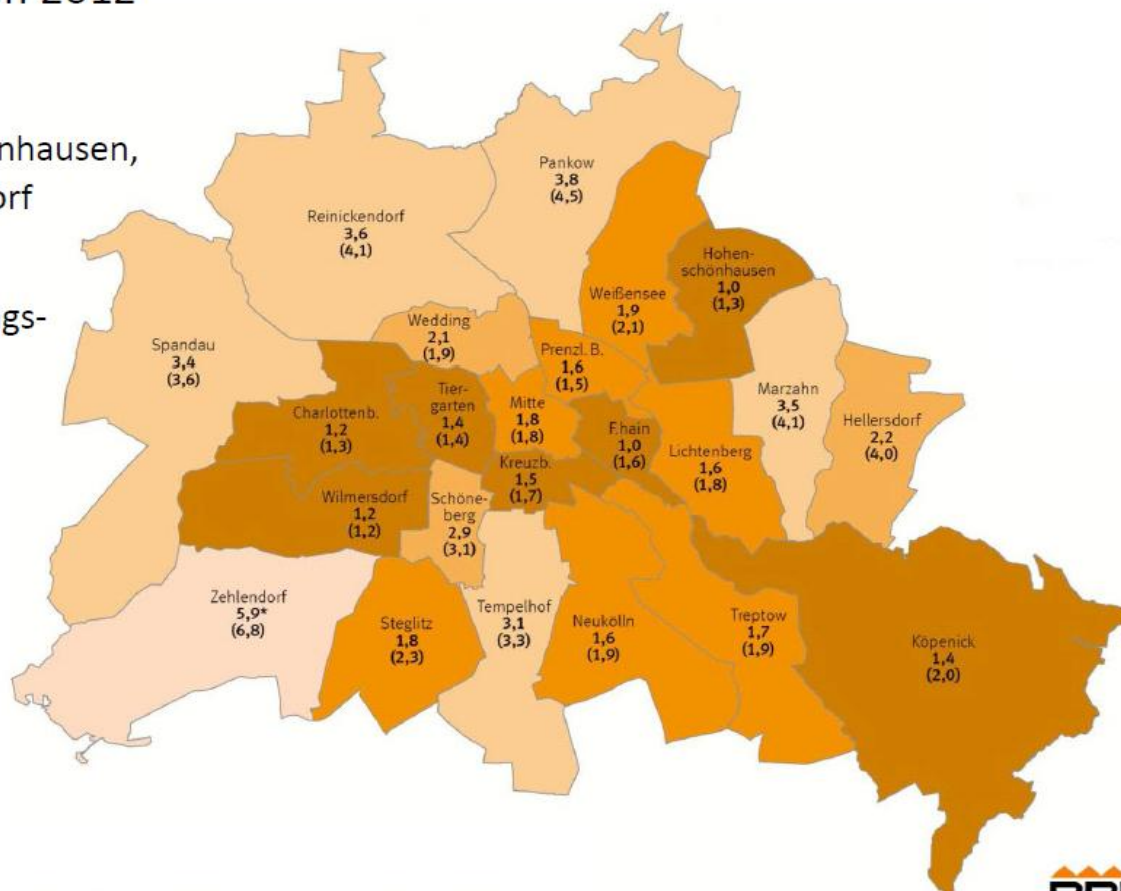 2012
nhausen,
orf
gs-
Pankow
3,8
(4,5)
Reinickendorf
3,6
(4,1)
Hohen-
schönhausen
1,0
(1,3)
Weißensee
1,9
(2,1)
Wedding
2,1
(1,9)
Spandau
3,4
(3,6)
Prenzl. B.
1,6
(1,5)
Marzahn
3,5
(4,1)
Tier-
garten
1,4
(1,4)
Mitte
1,8
(1,8)
Charlottenb.
1,2
(1,3)
Hellersdorf
2,2
(4,0)
F.hain
1,0
(1,6)
Lichtenberg
1,6
(1,8)
Kreuzb.
1,5
(1,7)
Wilmersdorf
1,2
(1,2)
Schöne-
berg
2,9
(3,1)
Zehlendorf
5,9*
(6,8)
Tempelhof
3,1
(3,3)
Steglitz
1,8
(2,3)
Neukölln
1,6
(1,9)
Treptow
1,7
(1,9)
Köpenick
1,4
(2,0)